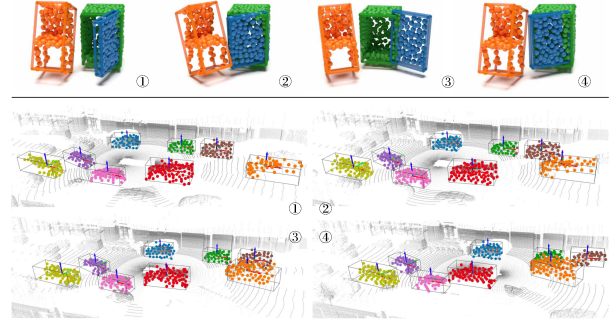 ① ② ③ ④
① ②
③ ④